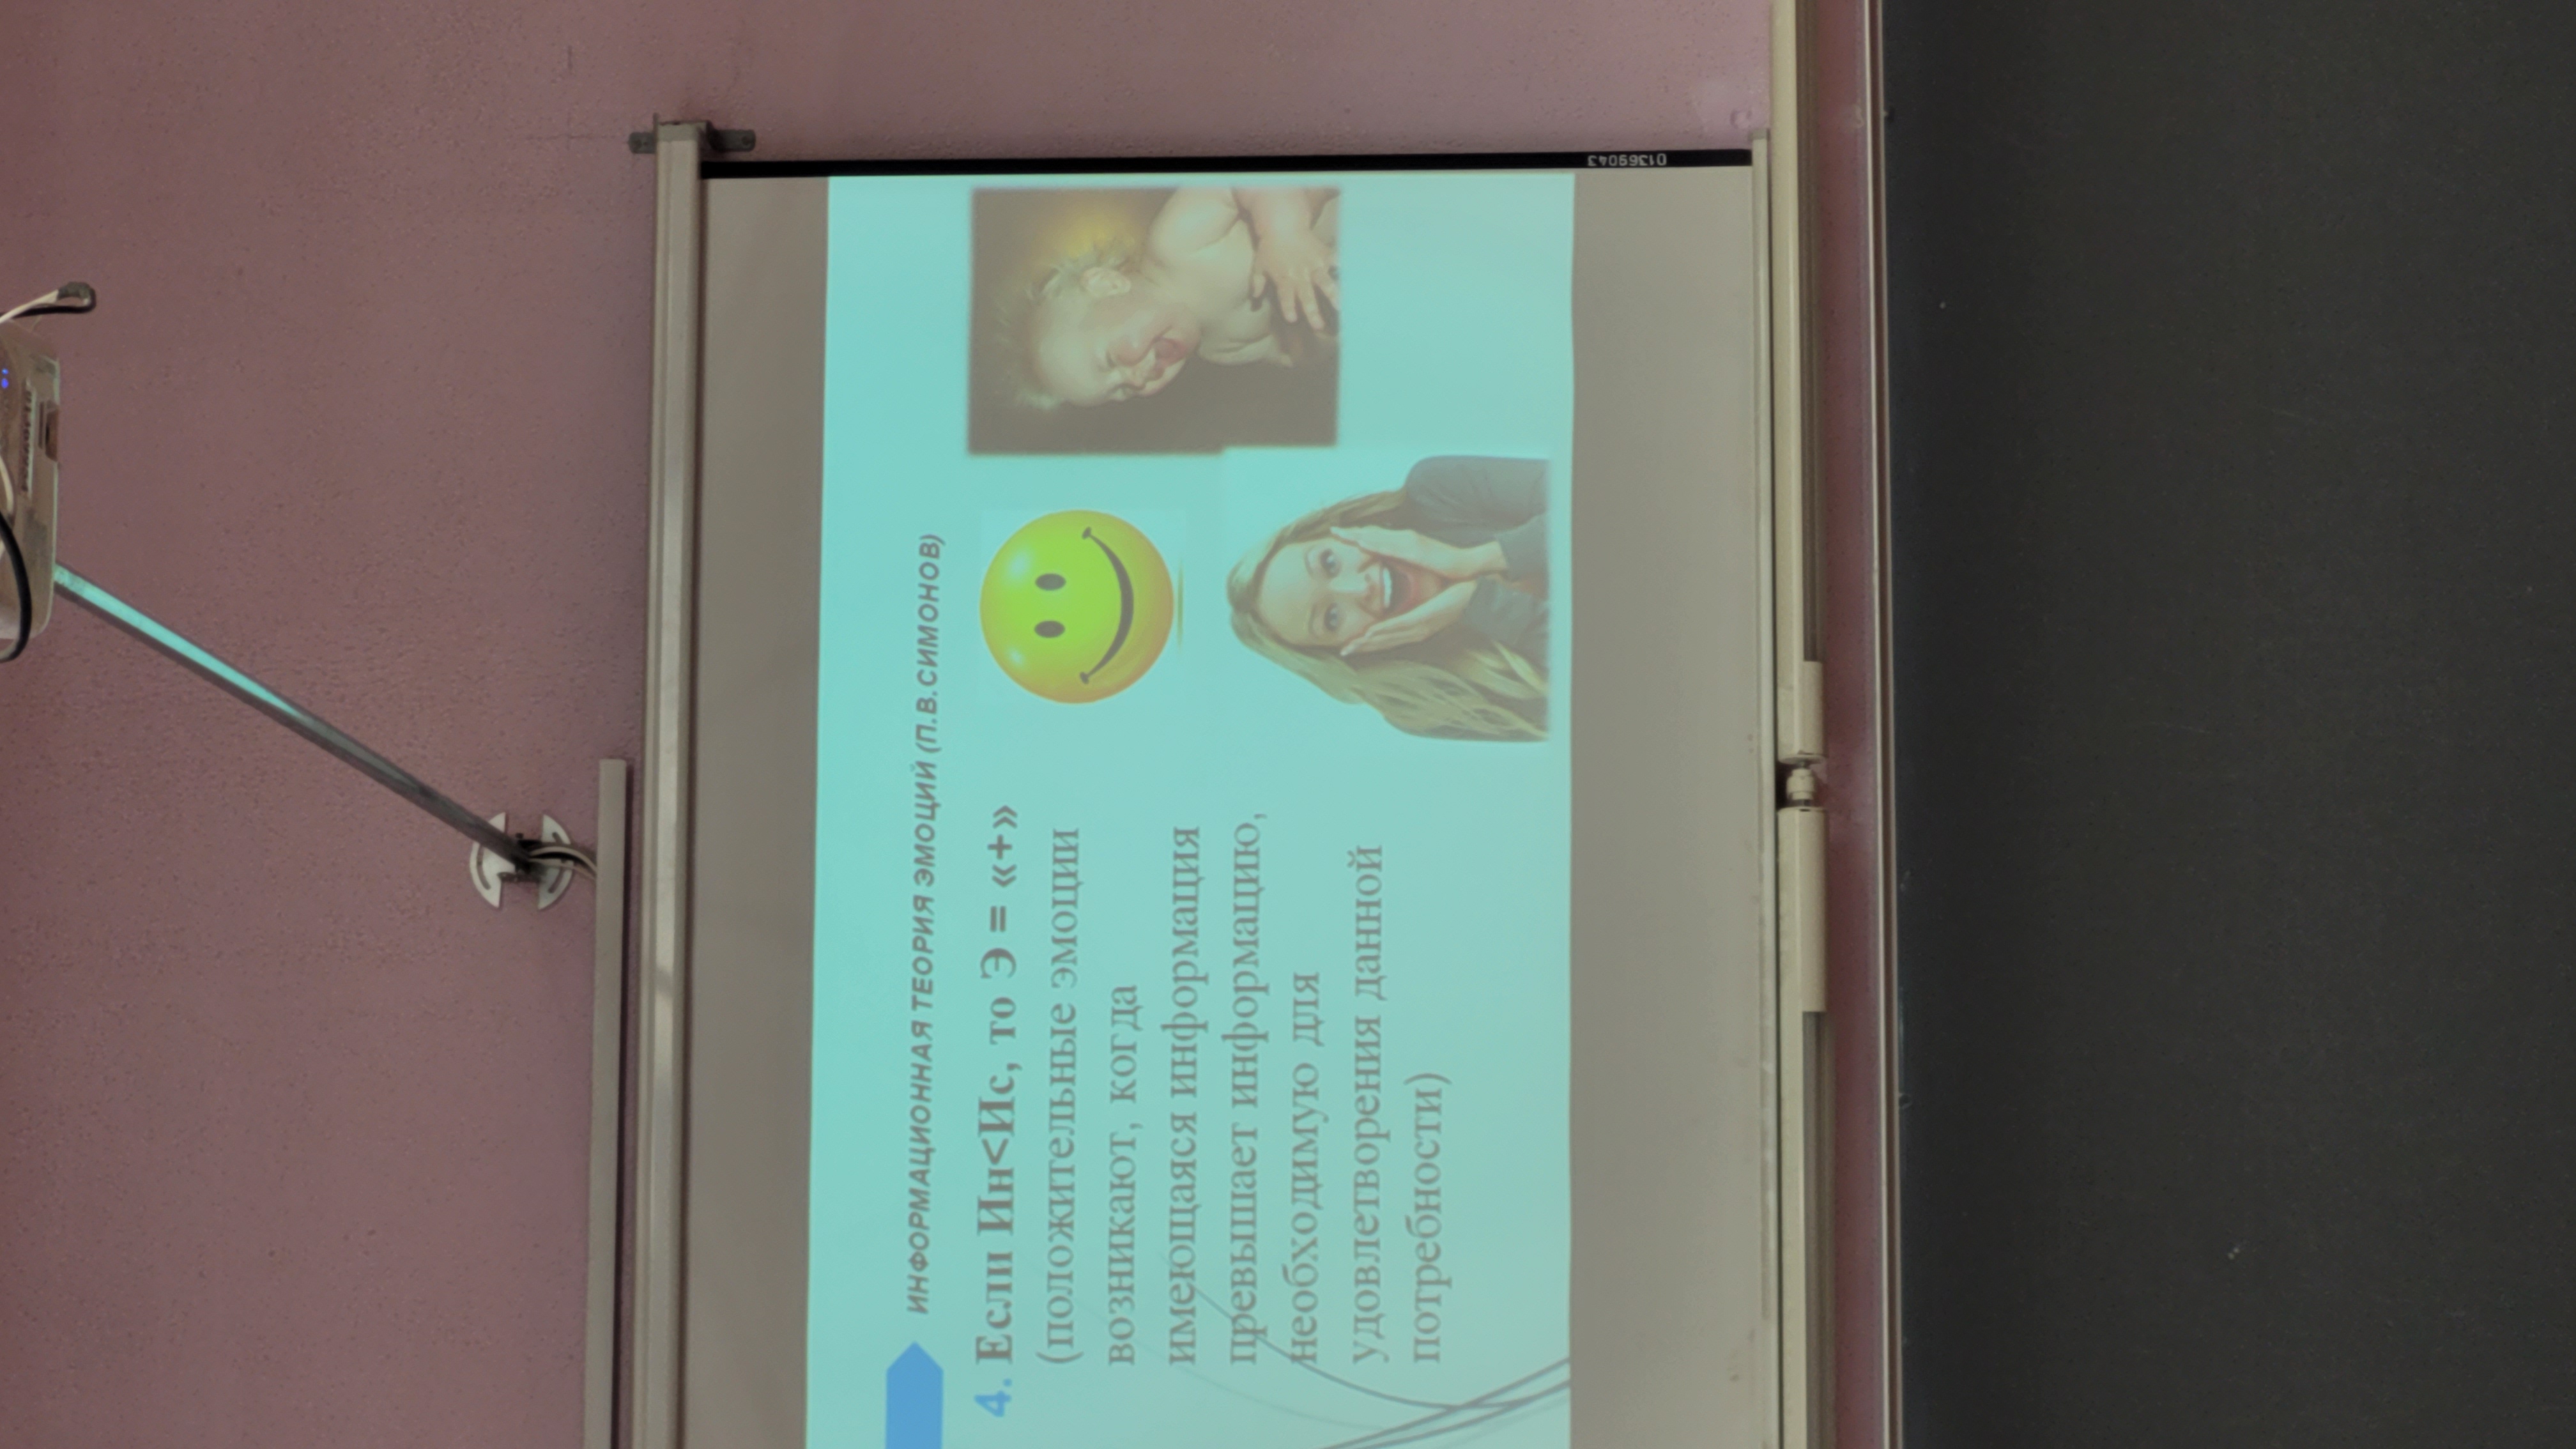 ИНФОРМАЦИОННАЯ ТЕОРИЯ ЭМОЦИЙ (П.В.СИМОНОВ)
4. Если Ин<Ис, то Э = «+»
(положительные эмоции
возникают, когда
имеющаяся информация
превышает информацию,
необходимую для
удовлетворения данной
потребности)
01369043